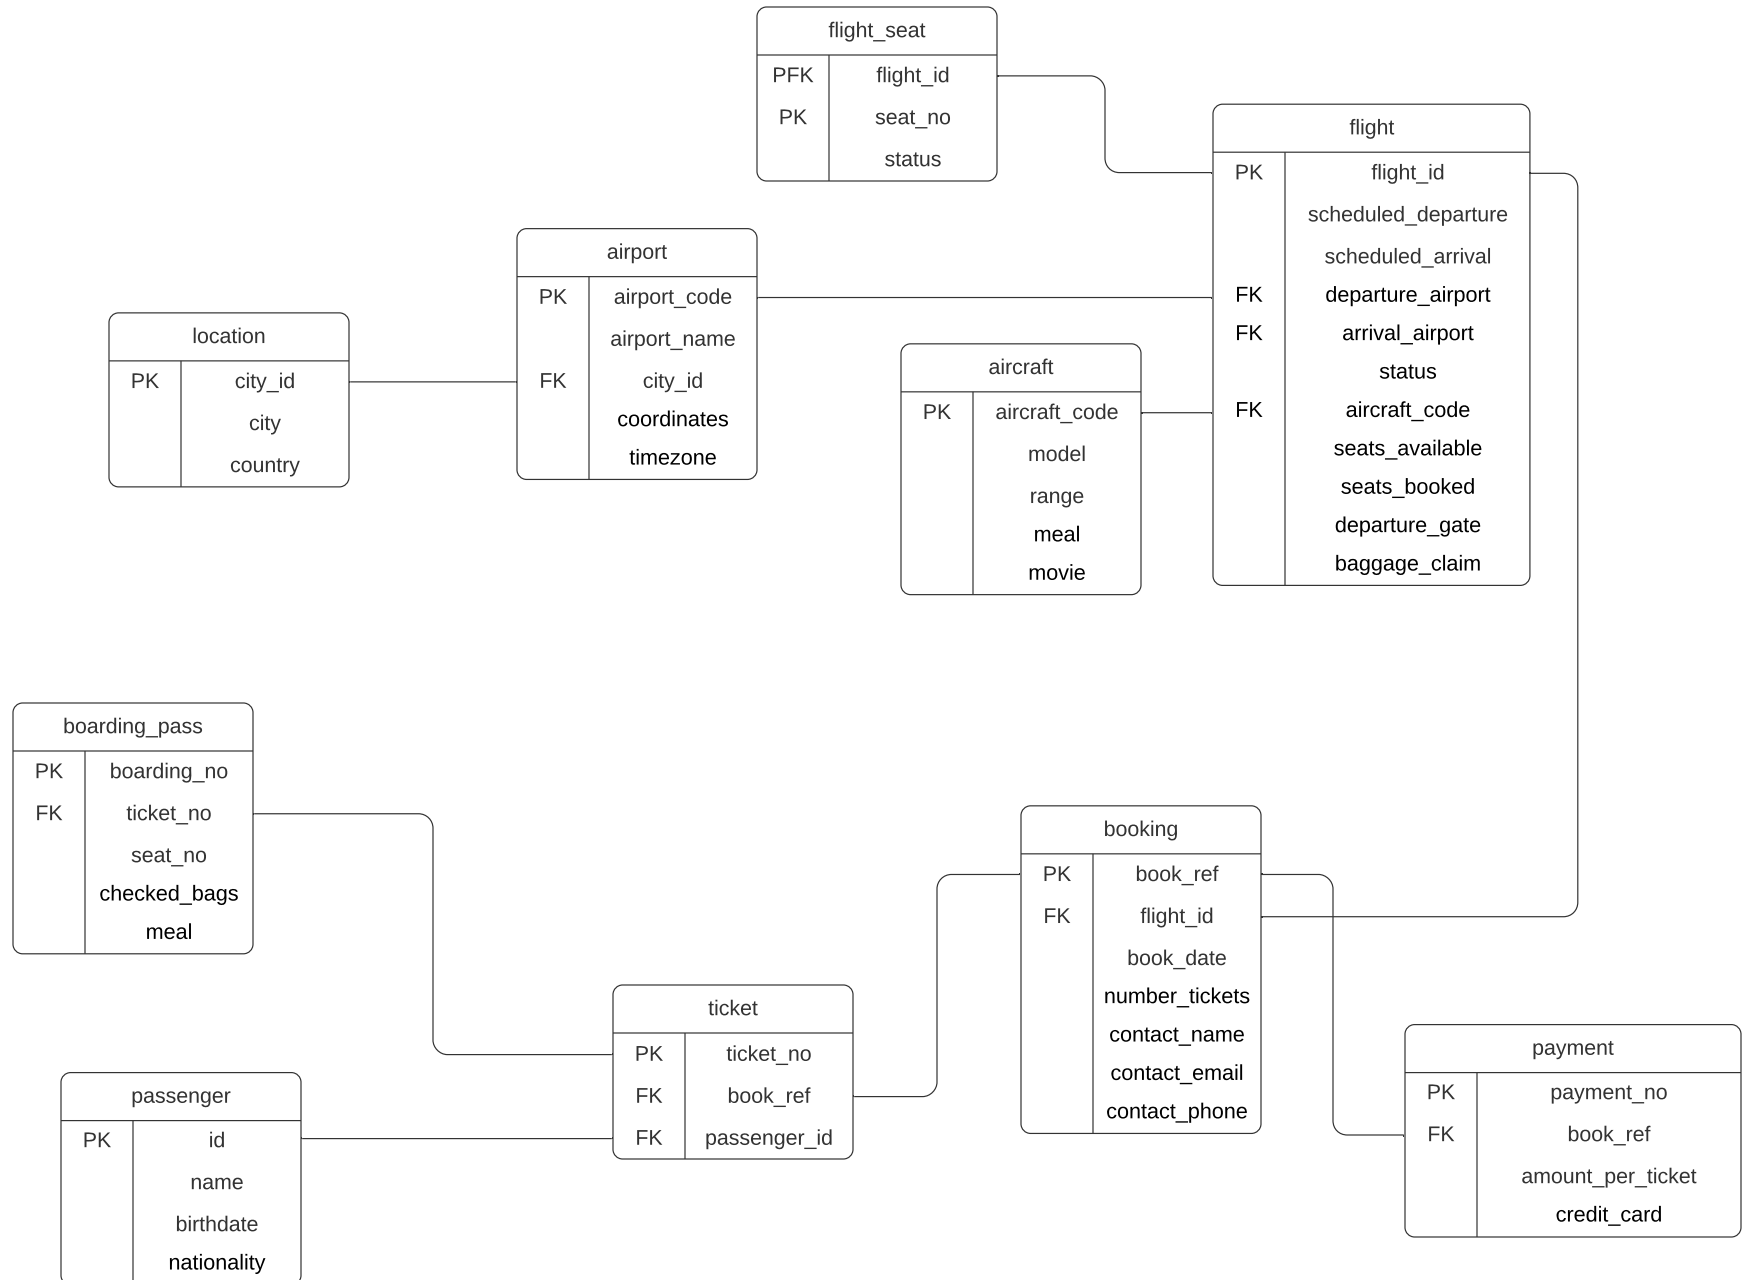 flight_seat
PFK flight_id
PK seat_no
status
flight
PK flight_id
scheduled_departure
scheduled_arrival
FK departure_airport
FK arrival_airport
status
FK aircraft_code
seats_available
seats_booked
departure_gate
baggage_claim
airport
PK airport_code
airport_name
FK city_id
coordinates
timezone
location
PK city_id
city
country
aircraft
PK aircraft_code
model
range
meal
movie
boarding_pass
PK boarding_no
FK ticket_no
seat_no
checked_bags
meal
booking
PK book_ref
FK flight_id
book_date
number_tickets
contact_name
contact_email
contact_phone
ticket
PK ticket_no
FK book_ref
FK passenger_id
payment
PK payment_no
FK book_ref
amount_per_ticket
credit_card
passenger
PK id
name
birthdate
nationality